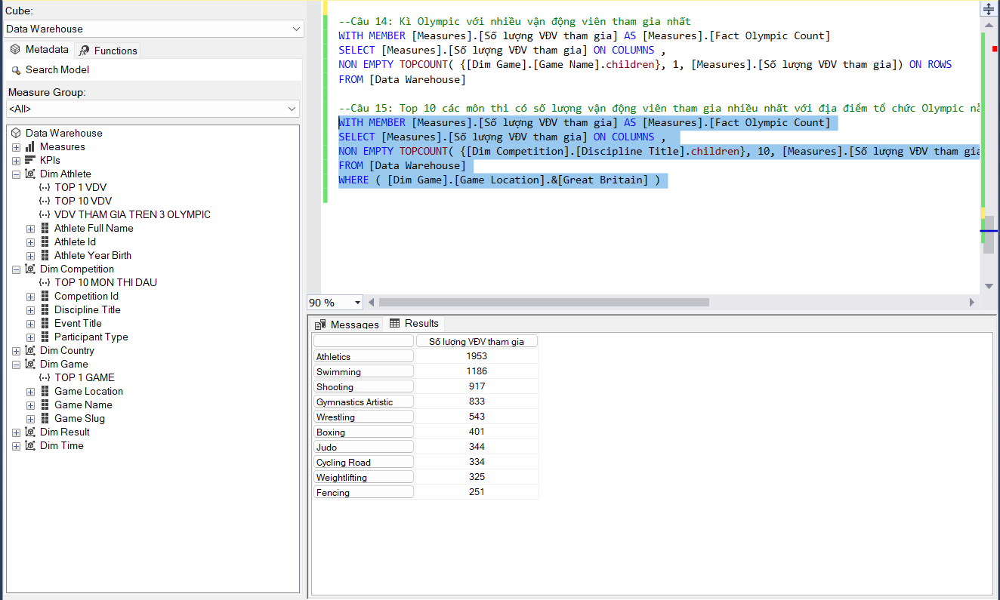 Cube:
Data Warehouse
Metadata
Functions
Search Model
Measure Group:
<All>
Data Warehouse
Measures
KPIs
Dim Athlete
TOP 1 VDV
TOP 10 VDV
VDV THAM GIA TREN 3 OLYMPIC
Athlete Full Name
Athlete Id
Athlete Year Birth
Dim Competition
TOP 10 MON THI DAU
Competition Id
Discipline Title
Event Title
Participant Type
Dim Country
Dim Game
TOP 1 GAME
Game Location
Game Name
Game Slug
Dim Result
Dim Time
--Câu 14: Kì Olympic với nhiều vận động viên tham gia nhất
WITH MEMBER [Measures].[Số lượng VĐV tham gia] AS [Measures].[Fact Olympic Count]
SELECT [Measures].[Số lượng VĐV tham gia] ON COLUMNS ,
NON EMPTY TOPCOUNT( {[Dim Game].[Game Name].children}, 1, [Measures].[Số lượng VĐV tham gia]) ON ROWS
FROM [Data Warehouse]
--Câu 15: Top 10 các môn thi có số lượng vận động viên tham gia nhiều nhất với địa điểm tổ chức Olympic
WITH MEMBER [Measures].[Số lượng VĐV tham gia] AS [Measures].[Fact Olympic Count]
SELECT [Measures].[Số lượng VĐV tham gia] ON COLUMNS ,
NON EMPTY TOPCOUNT( {[Dim Competition].[Discipline Title].children}, 10, [Measures].[Số lượng VĐV tham gia
FROM [Data Warehouse]
WHERE ( [Dim Game].[Game Location].&[Great Britain] )
90 %
Messages
Results
Số lượng VĐV tham gia
Athletics 1953
Swimming 1186
Shooting 917
Gymnastics Artistic 833
Wrestling 543
Boxing 401
Judo 344
Cycling Road 334
Weightlifting 325
Fencing 251